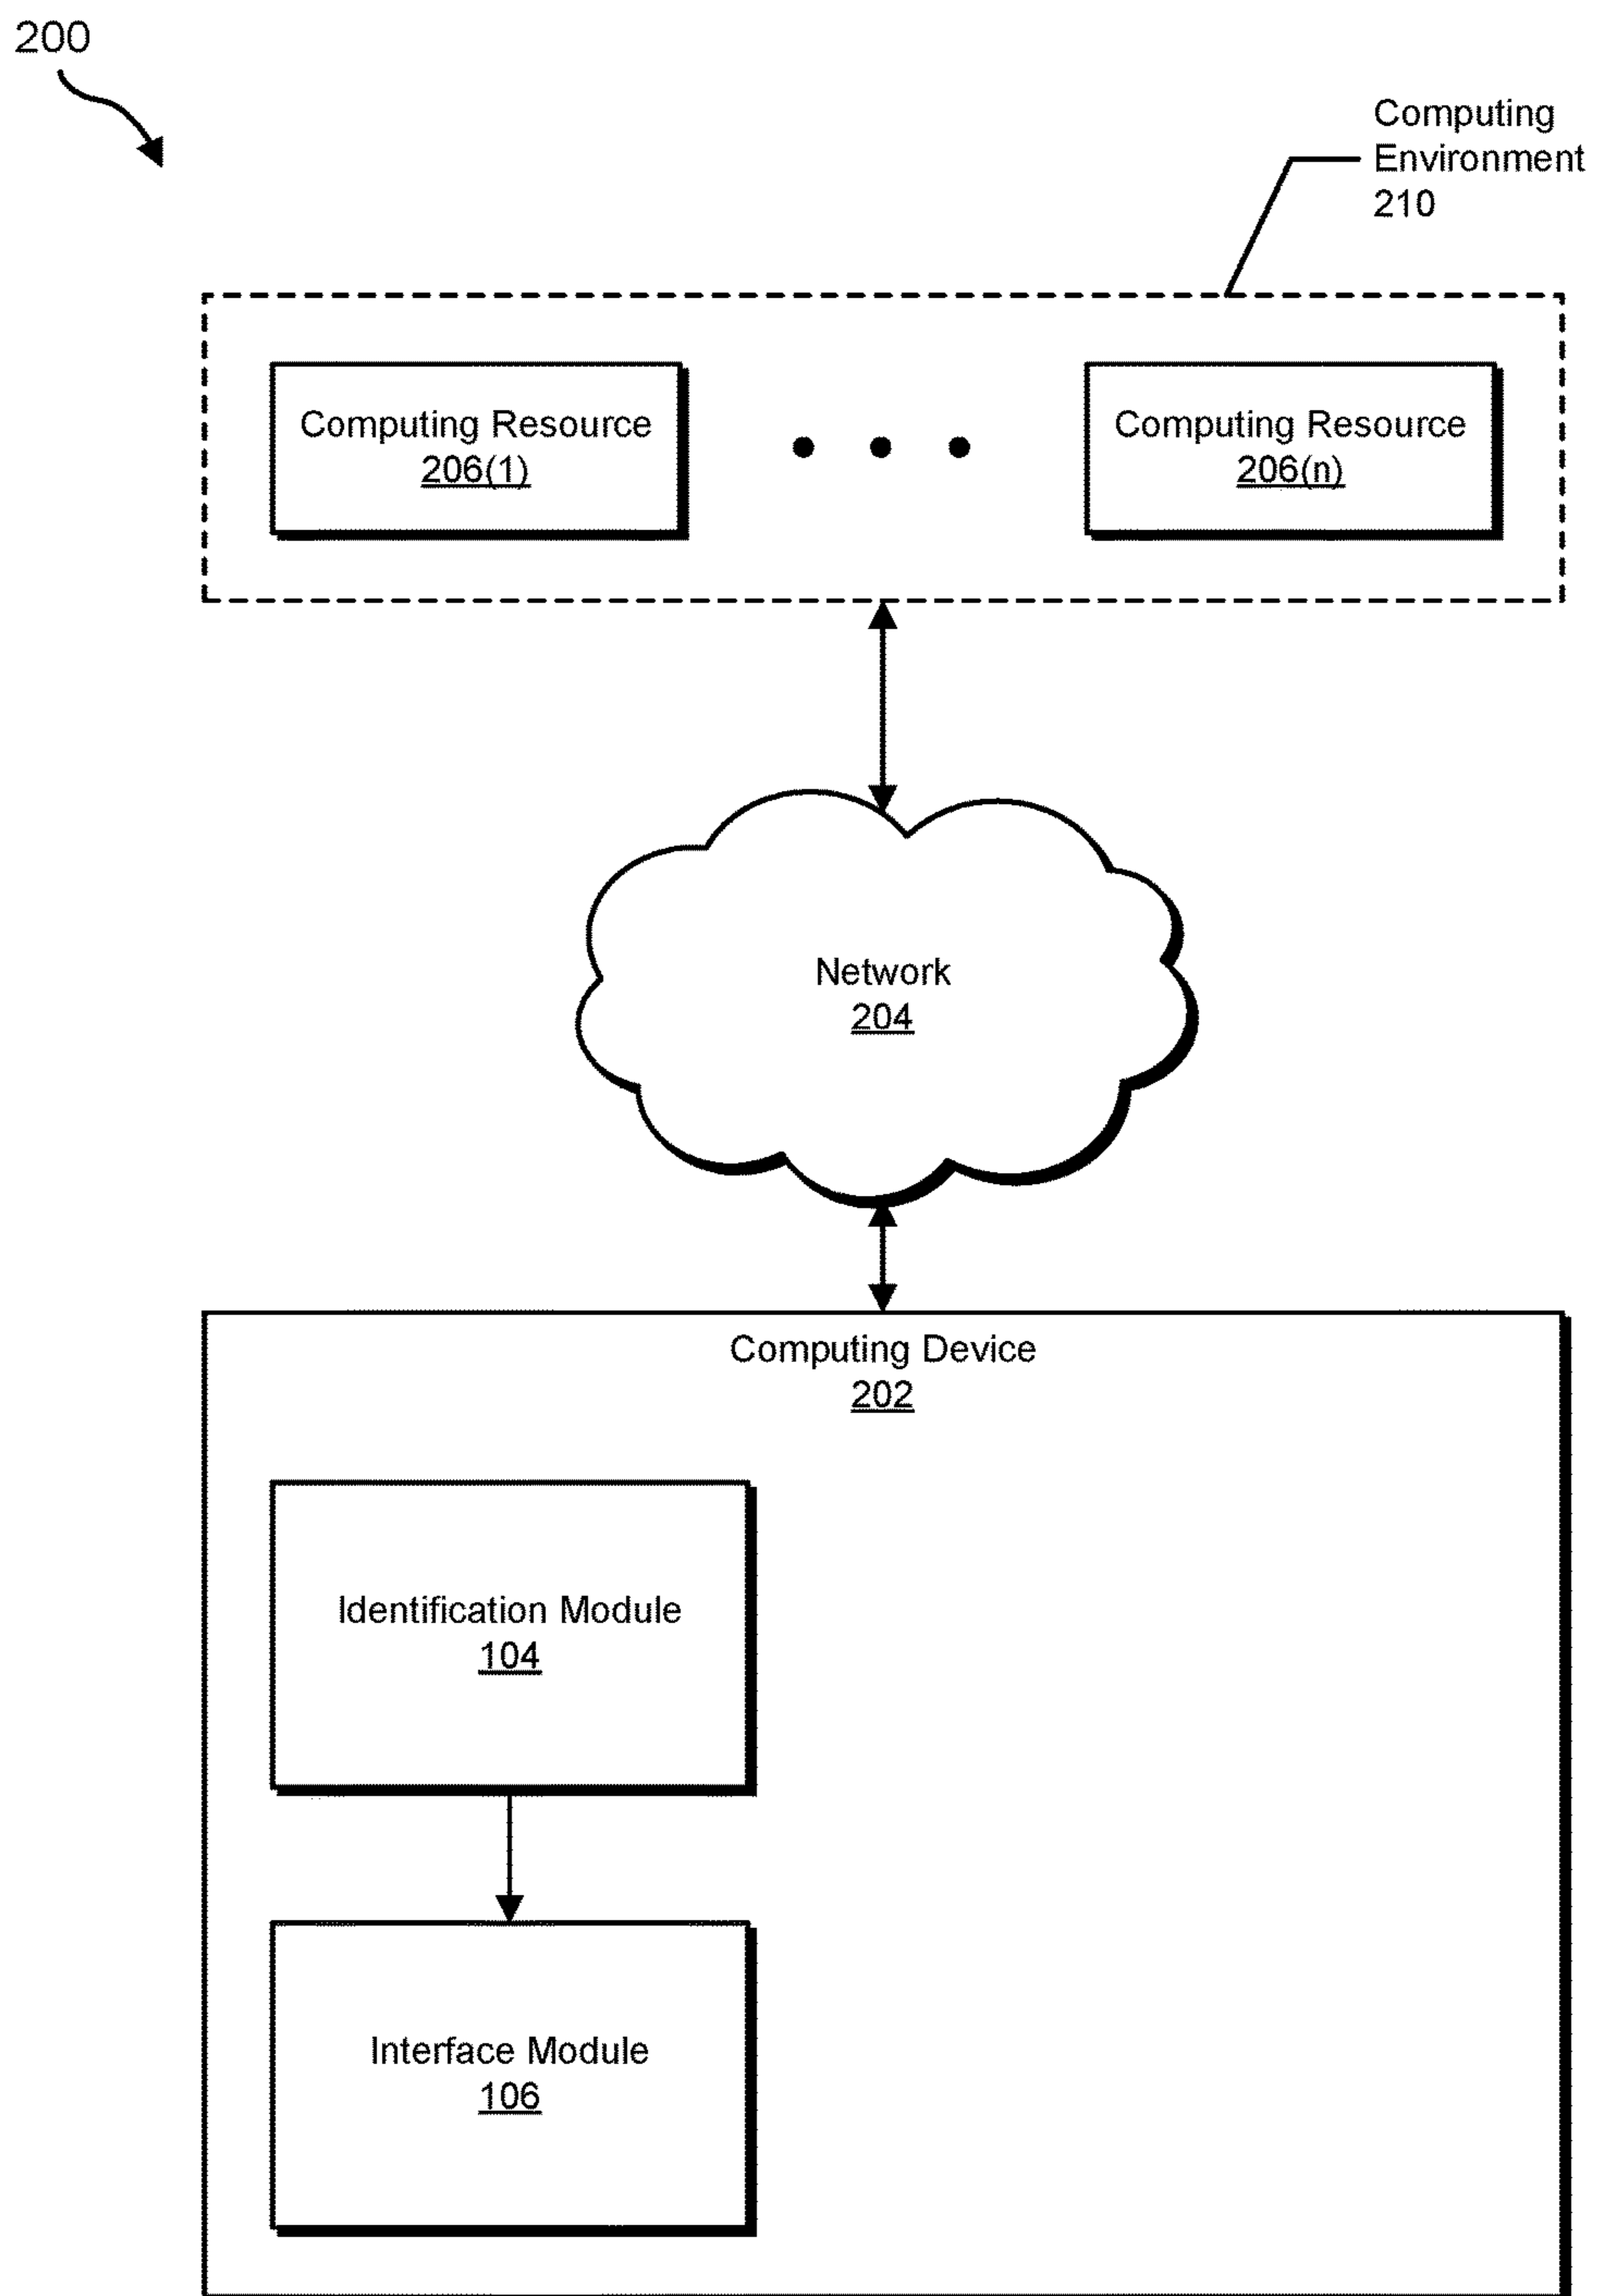 200
Computing
Environment
210
Computing Resource
206(1)
Computing Resource
206(n)
Network
204
Computing Device
202
Identification Module
104
Interface Module
106